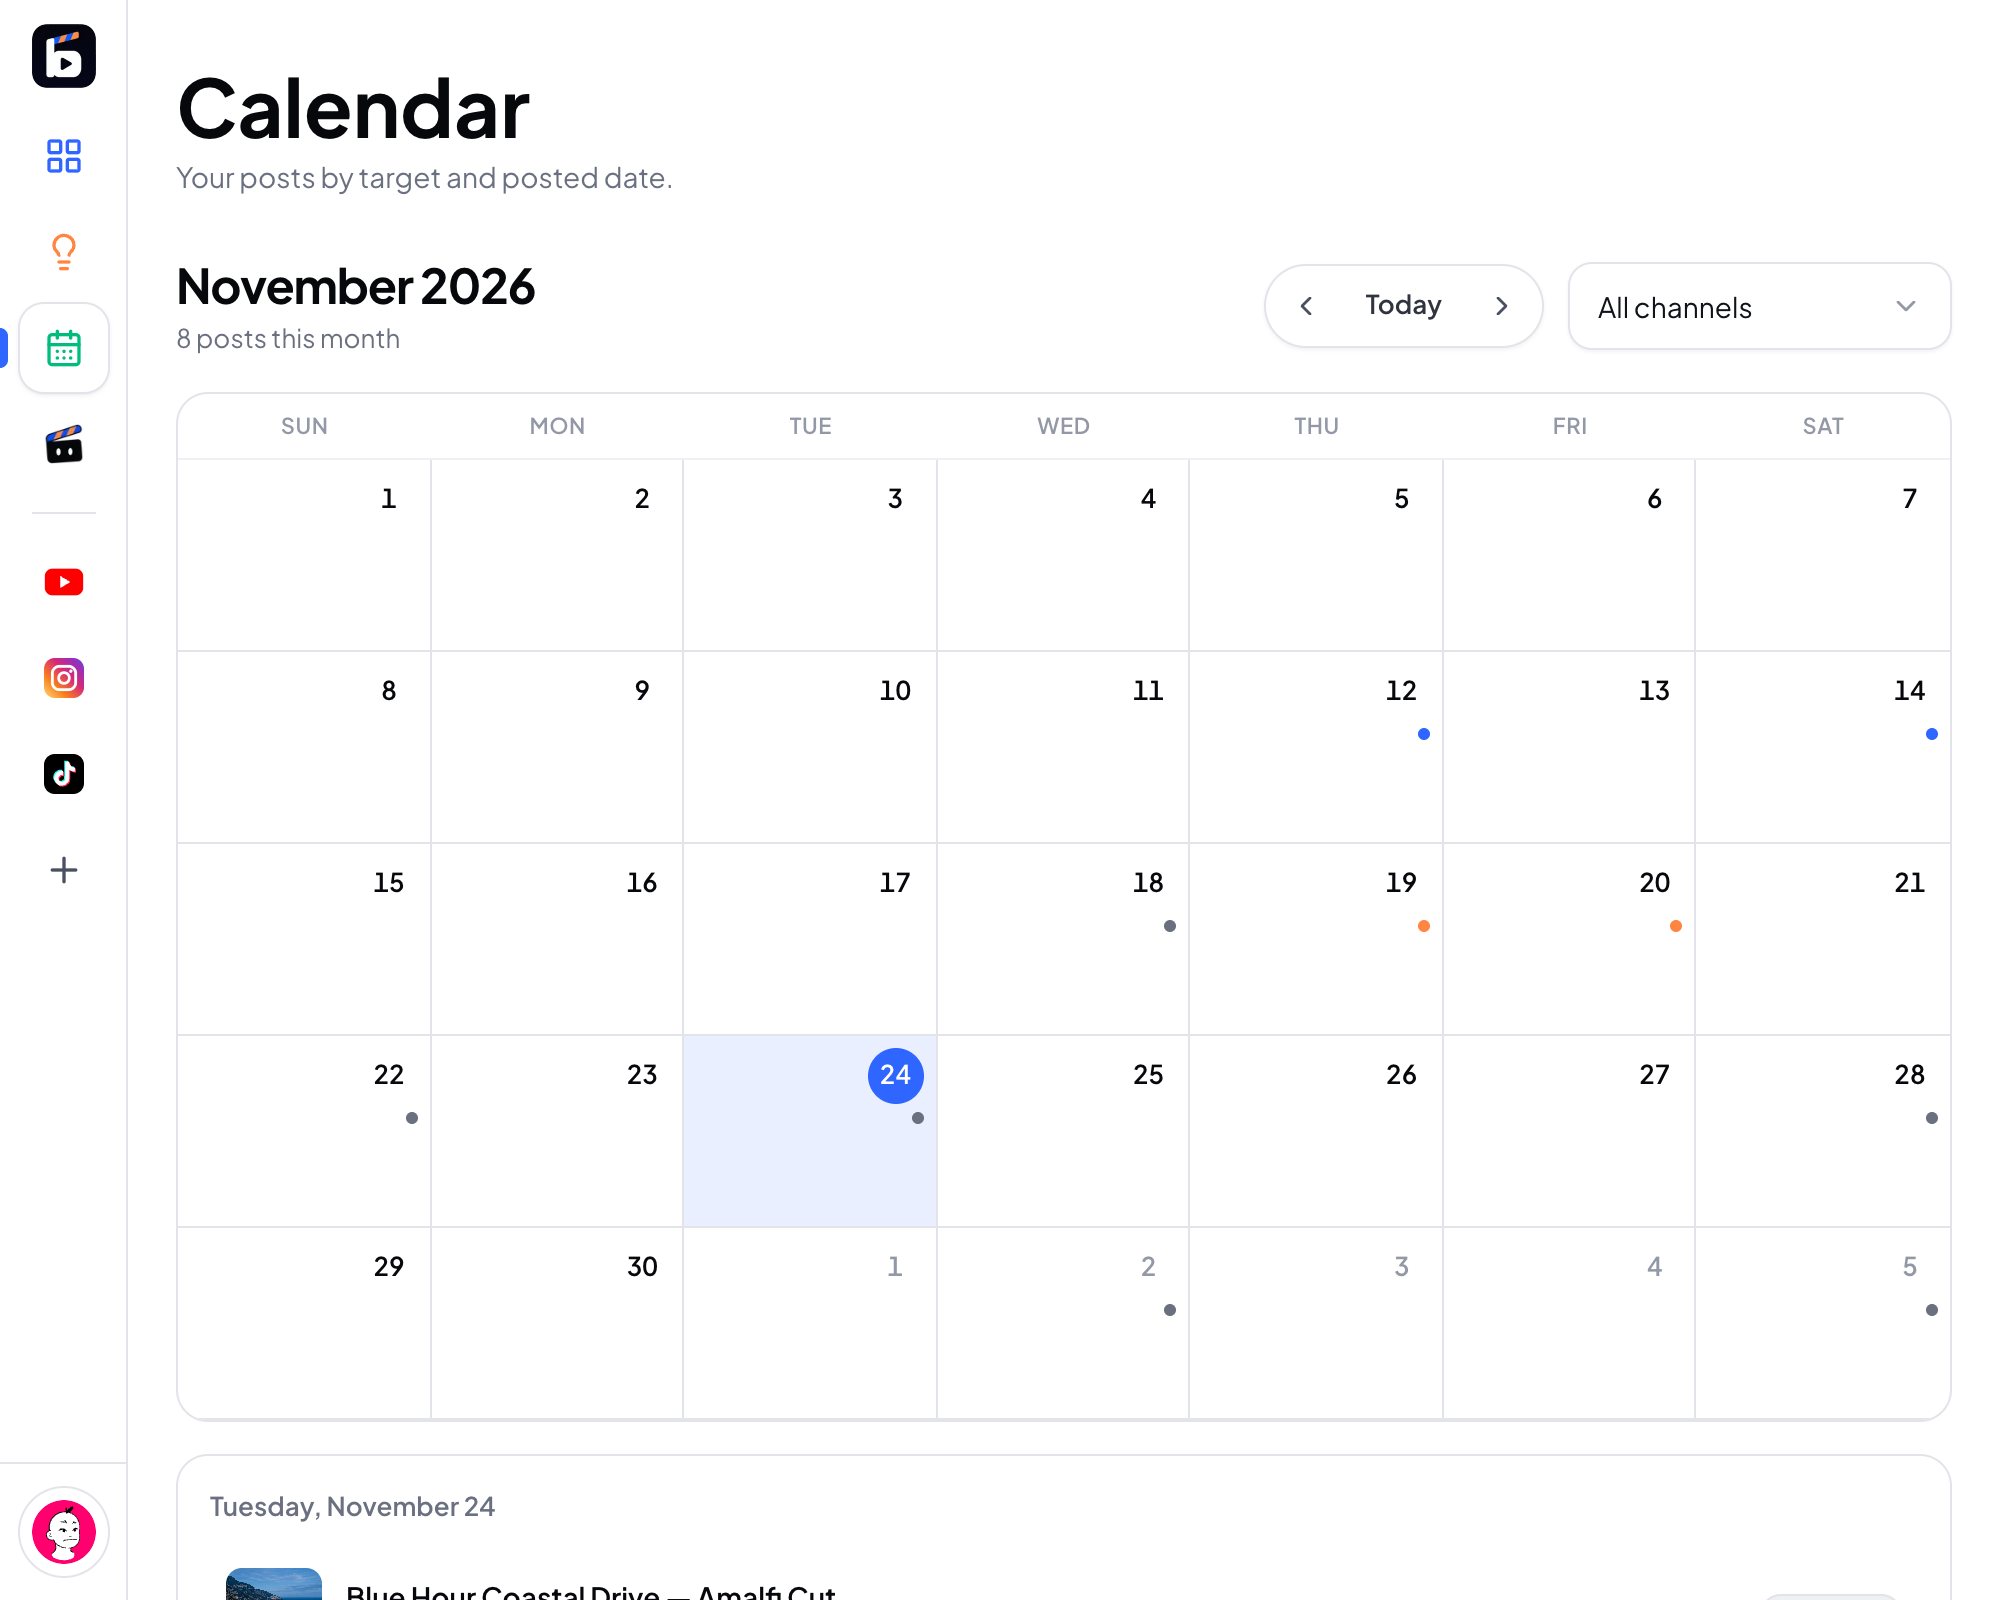 Calendar
Your posts by target and posted date.
November 2026
8 posts this month
Today
All channels
SUN MON TUE WED THU FRI SAT
1 2 3 4 5 6 7
8 9 10 11 12 13 14
15 16 17 18 19 20 21
22 23 24 25 26 27 28
29 30 1 2 3 4 5
Tuesday, November 24
Blue Hour Coastal Drive — Amalfi Cut